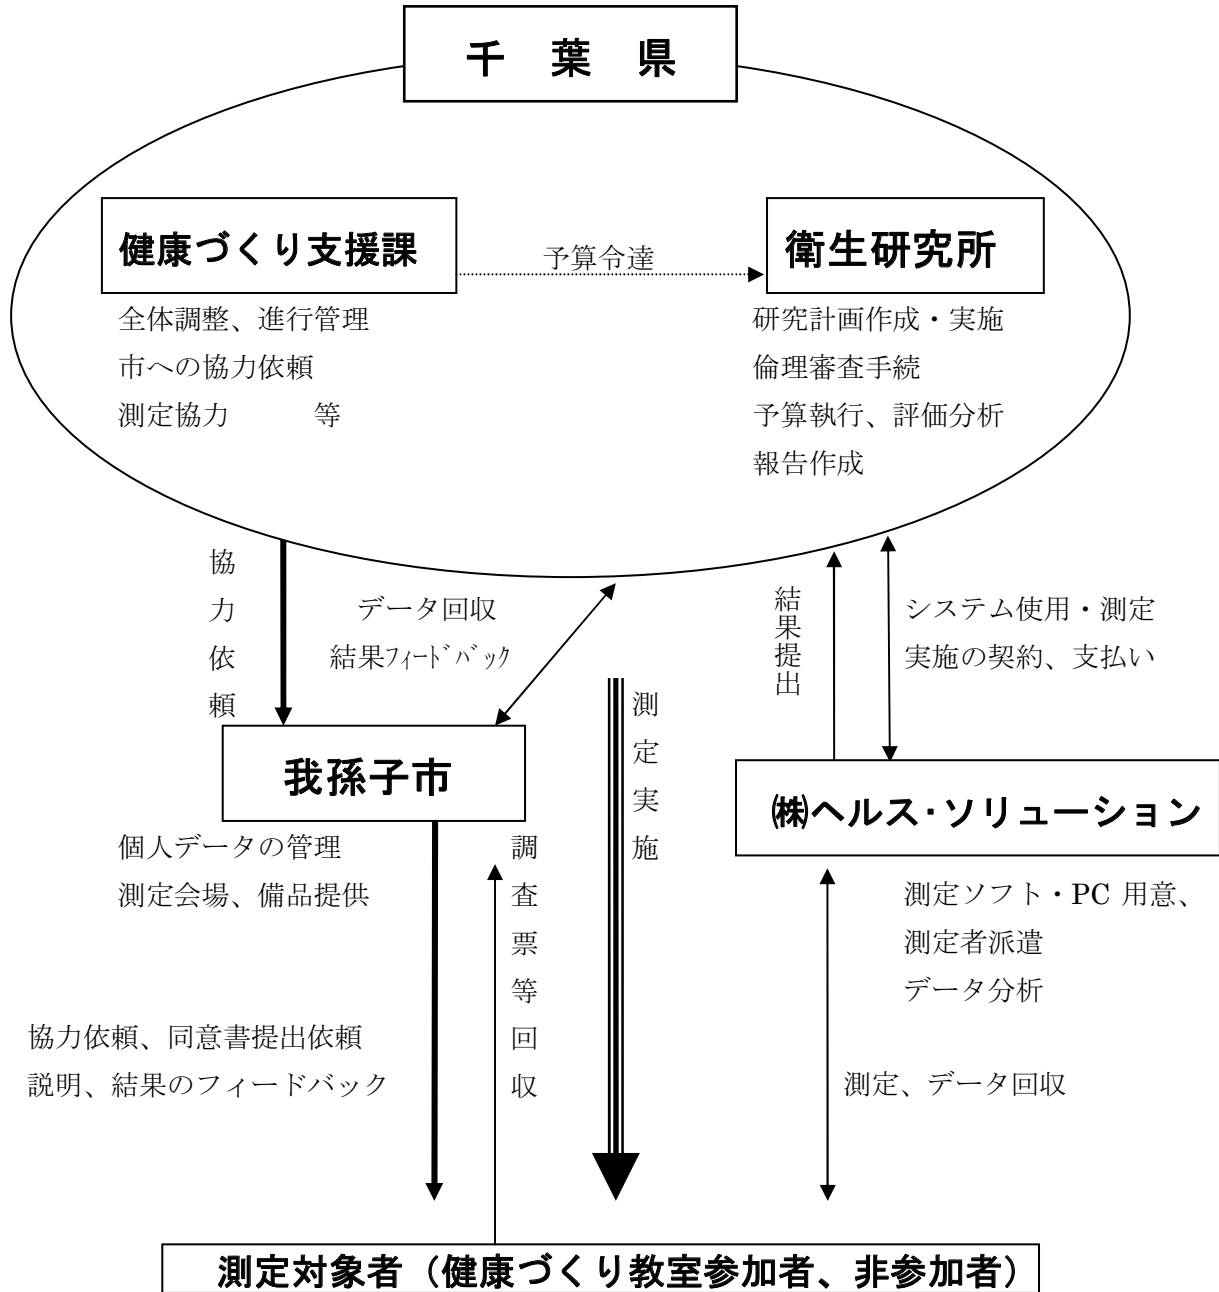 千 葉 県
健康づくり支援課
予算令達
衛生研究所
全体調整、進行管理
市への協力依頼
測定協力 等
研究計画作成・実施
倫理審査手続
予算執行、評価分析
報告作成
協力依頼
データ回収
結果フィードバック
測定実施
結果提出
システム使用・測定
実施の契約、支払い
我孫子市
個人データの管理
測定会場、備品提供
調査票等回収
㈱ヘルス・ソリューション
測定ソフト・PC 用意、
測定者派遣
データ分析
協力依頼、同意書提出依頼
説明、結果のフィードバック
測定、データ回収
測定対象者（健康づくり教室参加者、非参加者）